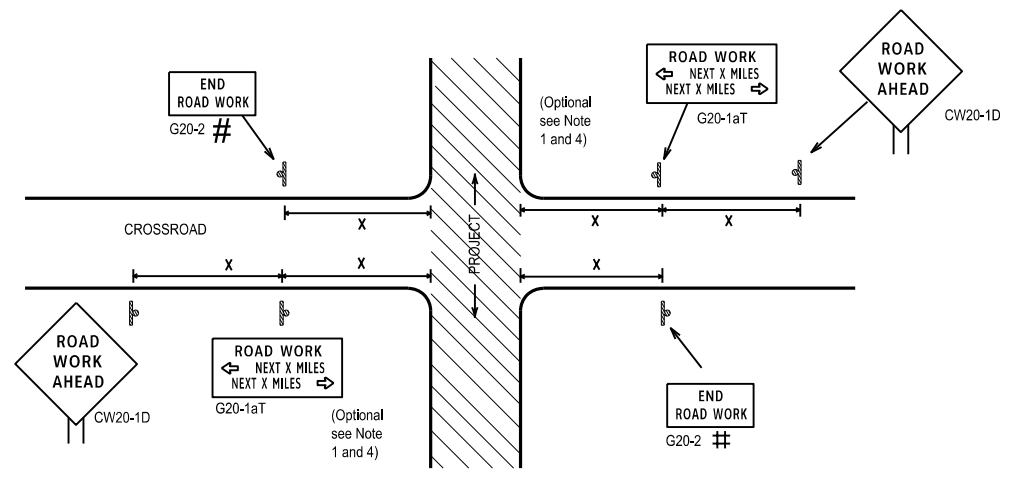 END
ROAD WORK
G20-2 #
(Optional
see Note
1 and 4)
ROAD WORK
⇦ NEXT X MILES
NEXT X MILES ⇨
G20-1aT
ROAD
WORK
AHEAD
CW20-1D
X
X
X
CROSSROAD
PROJECT
X
X
X
ROAD
WORK
AHEAD
CW20-1D
ROAD WORK
⇦ NEXT X MILES
NEXT X MILES ⇨
G20-1aT
(Optional
see Note
1 and 4)
END
ROAD WORK
G20-2 #